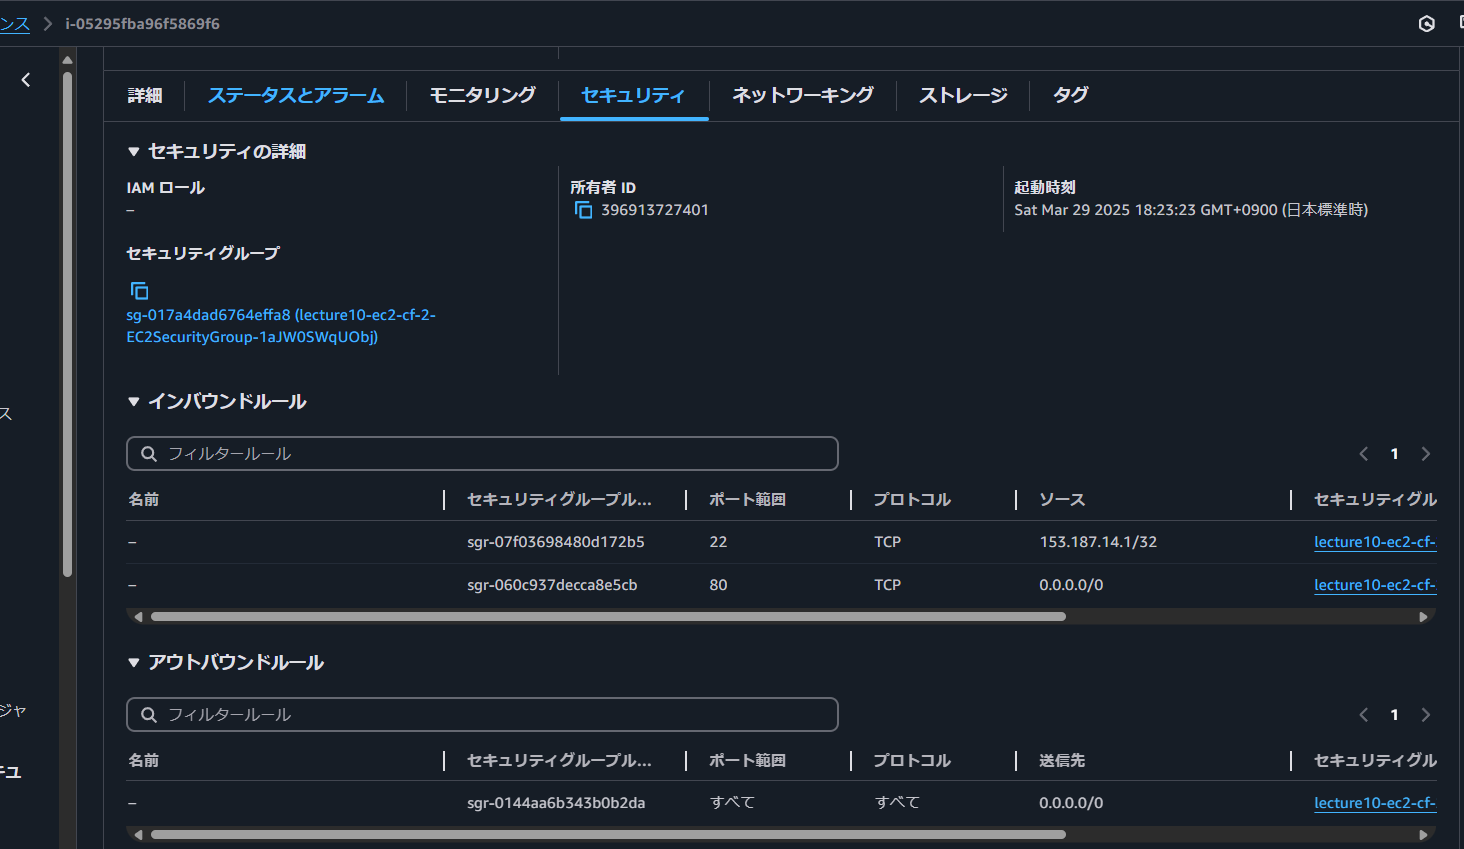 ンス > i-05295fba96f5869f6
詳細
ステータスとアラーム
モニタリング
セキュリティ
ネットワーキング
ストレージ
タグ
▼ セキュリティの詳細
IAM ロール
–
所有者 ID
396913727401
起動時刻
Sat Mar 29 2025 18:23:23 GMT+0900 (日本標準時)
セキュリティグループ
sg-017a4dad6764effa8 (lecture10-ec2-cf-2-
EC2SecurityGroup-1aJW0SWqUObj)
ス
▼ インバウンドルール
フィルタールール
1
名前 セキュリティグループル... ポート範囲 プロトコル ソース セキュリティグル
– sgr-07f03698480d172b5 22 TCP 153.187.14.1/32 lecture10-ec2-cf-
– sgr-060c937decca8e5cb 80 TCP 0.0.0.0/0 lecture10-ec2-cf-
▼ アウトバウンドルール
ジャ
フィルタールール
1
名前 セキュリティグループル... ポート範囲 プロトコル 送信先 セキュリティグル
チュ
– sgr-0144aa6b343b0b2da すべて すべて 0.0.0.0/0 lecture10-ec2-cf-